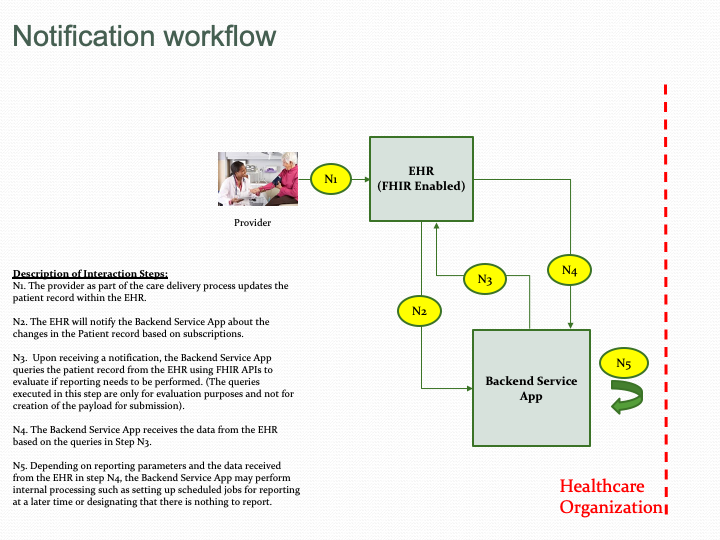 Notification workflow
EHR
(FHIR Enabled)
N1
Provider
N4
N3
N2
Description of Interaction Steps:
N1. The provider as part of the care delivery process updates the
patient record within the EHR.
N2. The EHR will notify the Backend Service App about the
changes in the Patient record based on subscriptions.
N3.  Upon receiving a notification, the Backend Service App
queries the patient record from the EHR using FHIR APIs to
evaluate if reporting needs to be performed. (The queries
executed in this step are only for evaluation purposes and not for
creation of the payload for submission).
N4. The Backend Service App receives the data from the EHR
based on the queries in Step N3.
N5. Depending on reporting parameters and the data received
from the EHR in step N4, the Backend Service App may perform
internal processing such as setting up scheduled jobs for reporting
at a later time or designating that there is nothing to report.
N5
Backend Service
App
Healthcare
Organization